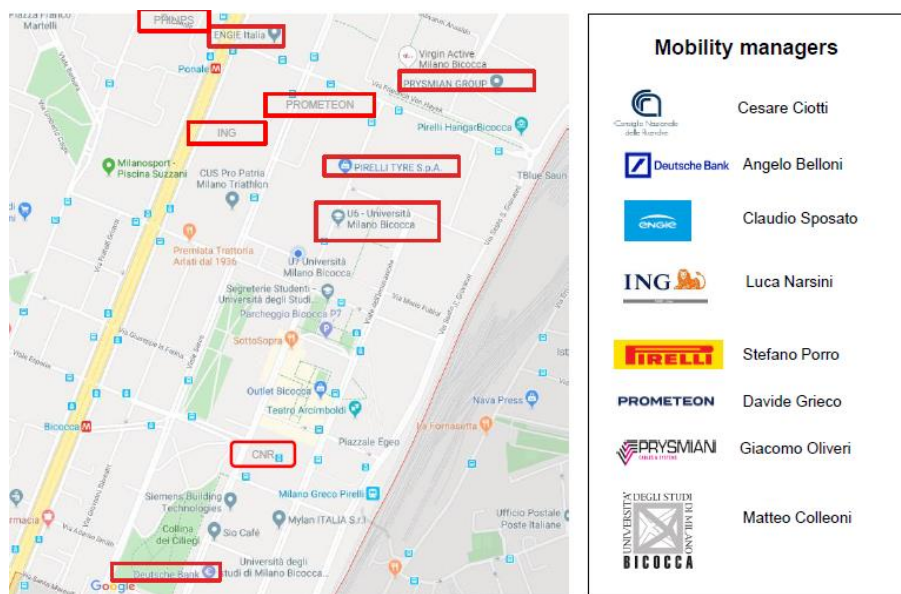 Piazza Franco
Martelli
PHILIPS
ENGIE Italia
Ponale
Virgin Active
Milano Bicocca
PRYSMIAN GROUP
PROMETEON
ING
Pirelli HangarBicocca
Milanosport -
Piscina Suzzani
CUS Pro Patria
Milano Triathlon
PIRELLI TYRE S.p.A.
TBlue Saun
U6 - Università
Milano Bicocca
Premiata Trattoria
Arlati dal 1936
U7 Università
Milano Bicocca
Segreterie Studenti -
Università degli Studi...
Parcheggio Bicocca P7
SottoSopra
Outlet Bicocca
Teatro Arcimboldi
Nava Press
La Fornasetta
Bicocca
Piazzale Egeo
CNR
Milano Greco Pirelli
Siemens Building
Technologies
Mylan ITALIA S.r.l
Ufficio Postale
Poste Italiane
Collina
dei Ciliegi
Sio Café
Università degli
Studi di Milano Bicocca...
Deutsche Bank
Google
Mobility managers
Consiglio Nazionale
delle Ricerche
Cesare Ciotti
Deutsche Bank
Angelo Belloni
ENGIE
Claudio Sposato
ING
Luca Narsini
PIRELLI
Stefano Porro
PROMETEON
Davide Grieco
PRYSMIAN
CABLES & SYSTEMS
Giacomo Oliveri
UNIVERSITA' DEGLI STUDI DI MILANO
BICOCCA
Matteo Colleoni